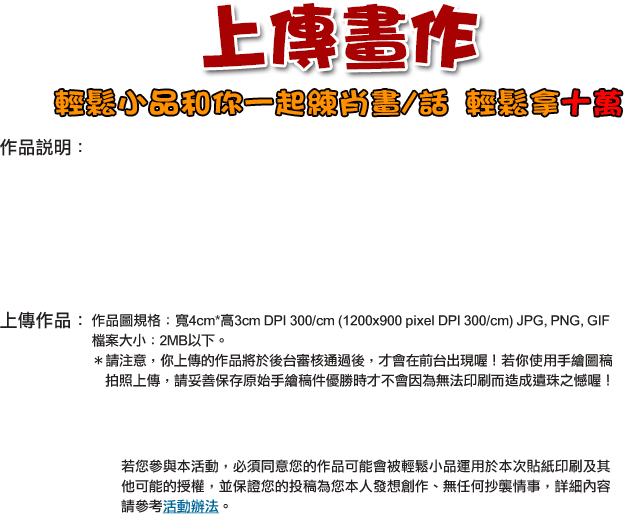 上傳畫作
輕鬆小品和你一起練尚畫/話 輕鬆拿十萬
作品説明：
上傳作品： 作品圖規格：寬4cm*高3cm DPI 300/cm (1200x900 pixel DPI 300/cm) JPG, PNG, GIF
檔案大小：2MB以下。
＊請注意，你上傳的作品將於後台審核通過後，才會在前台出現喔！若你使用手繪圖稿
拍照上傳，請妥善保存原始手繪稿件優勝時才不會因為無法印刷而造成遺珠之憾喔！
若您參與本活動，必須同意您的作品可能會被輕鬆小品運用於本次貼紙印刷及其
他可能的授權，並保證您的投稿為您本人發想創作、無任何抄襲情事，詳細內容
請參考活動辦法。